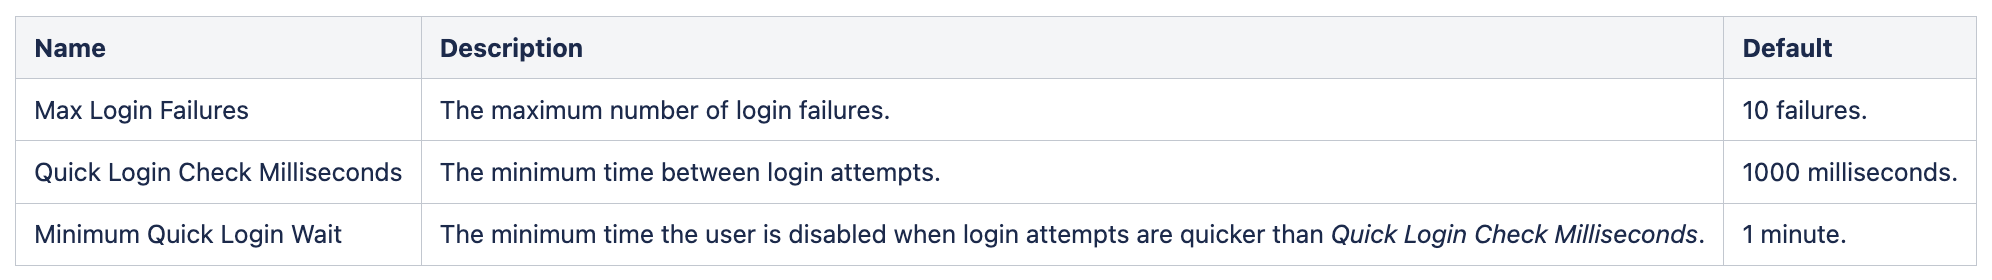 Name Description Default
Max Login Failures The maximum number of login failures. 10 failures.
Quick Login Check Milliseconds The minimum time between login attempts. 1000 milliseconds.
Minimum Quick Login Wait The minimum time the user is disabled when login attempts are quicker than Quick Login Check Milliseconds. 1 minute.